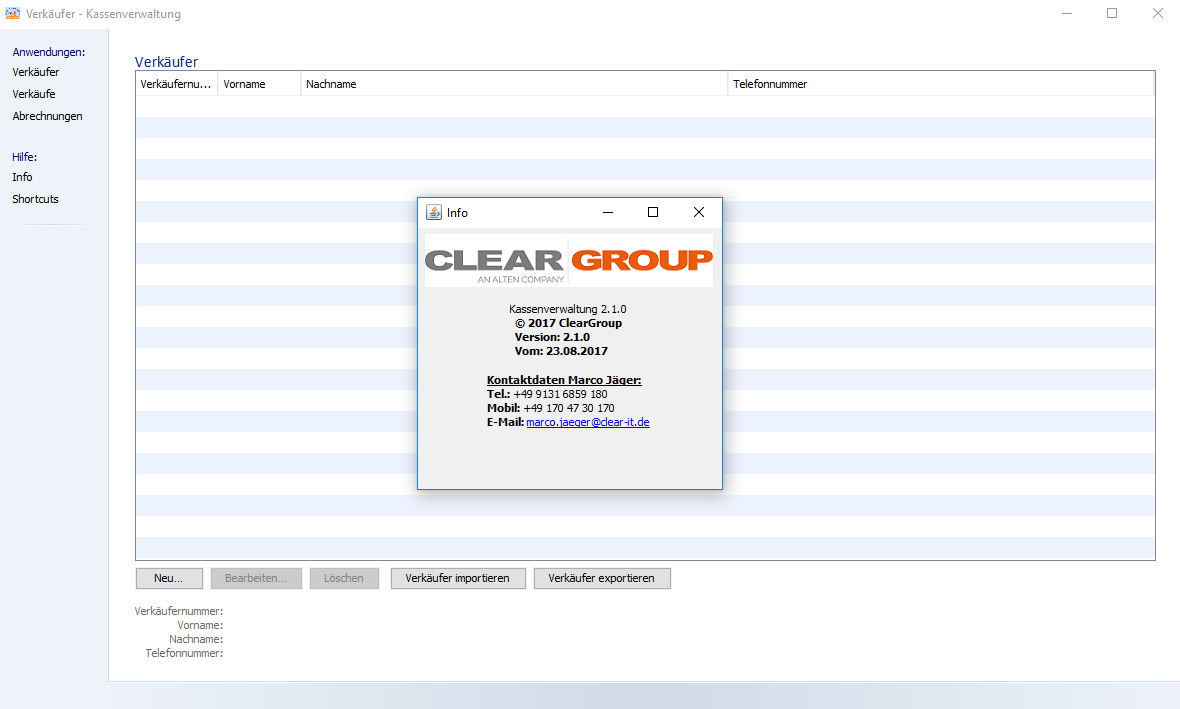 Verkäufer - Kassenverwaltung
Anwendungen:
Verkäufer
Verkäufe
Abrechnungen
Hilfe:
Info
Shortcuts
Verkäufer
Verkäufernu... Vorname Nachname Telefonnummer
Info
CLEAR GROUP
AN ALTEN COMPANY
Kassenverwaltung 2.1.0
© 2017 ClearGroup
Version: 2.1.0
Vom: 23.08.2017
Kontaktdaten Marco Jäger:
Tel.: +49 9131 6859 180
Mobil: +49 170 47 30 170
E-Mail: marco.jaeger@clear-it.de
Neu... Bearbeiten... Löschen Verkäufer importieren Verkäufer exportieren
Verkäufernummer:
Vorname:
Nachname:
Telefonnummer: